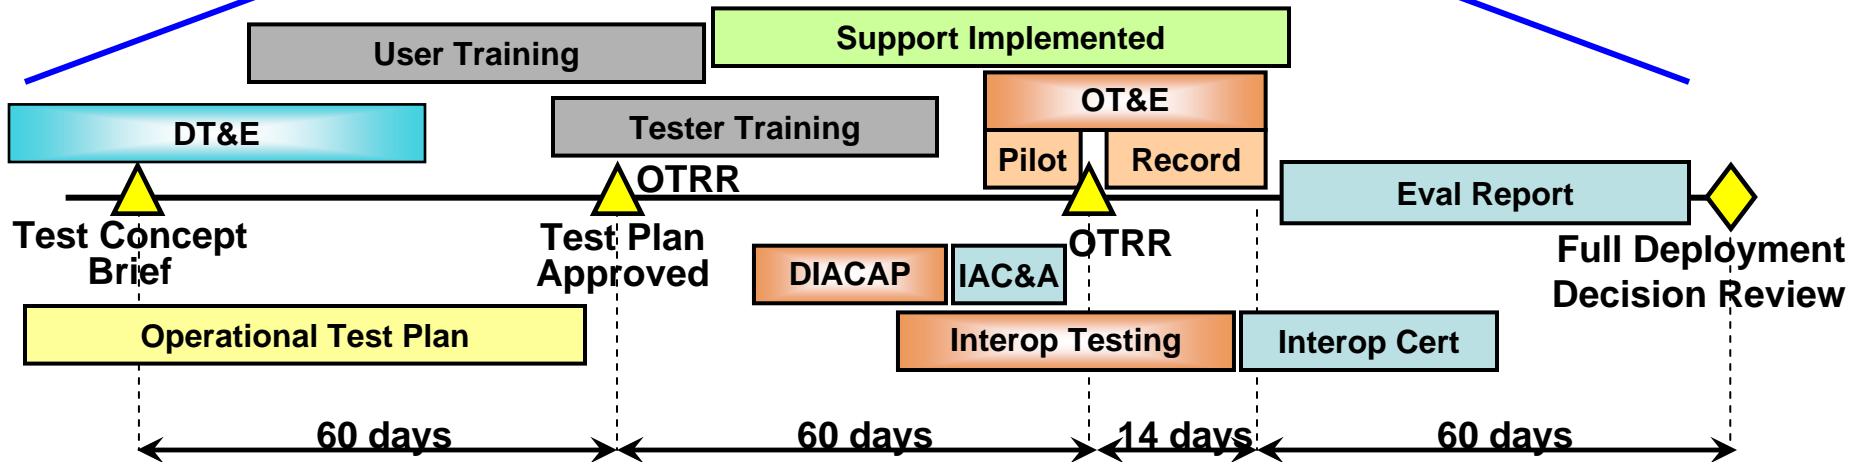 Support Implemented
User Training
OT&E
DT&E
Tester Training
Pilot
Record
OTRR
Eval Report
Test Concept
Brief
Test Plan
Approved
OTRR
Full Deployment
Decision Review
DIACAP
IAC&A
Operational Test Plan
Interop Testing
Interop Cert
60 days
60 days
14 days
60 days